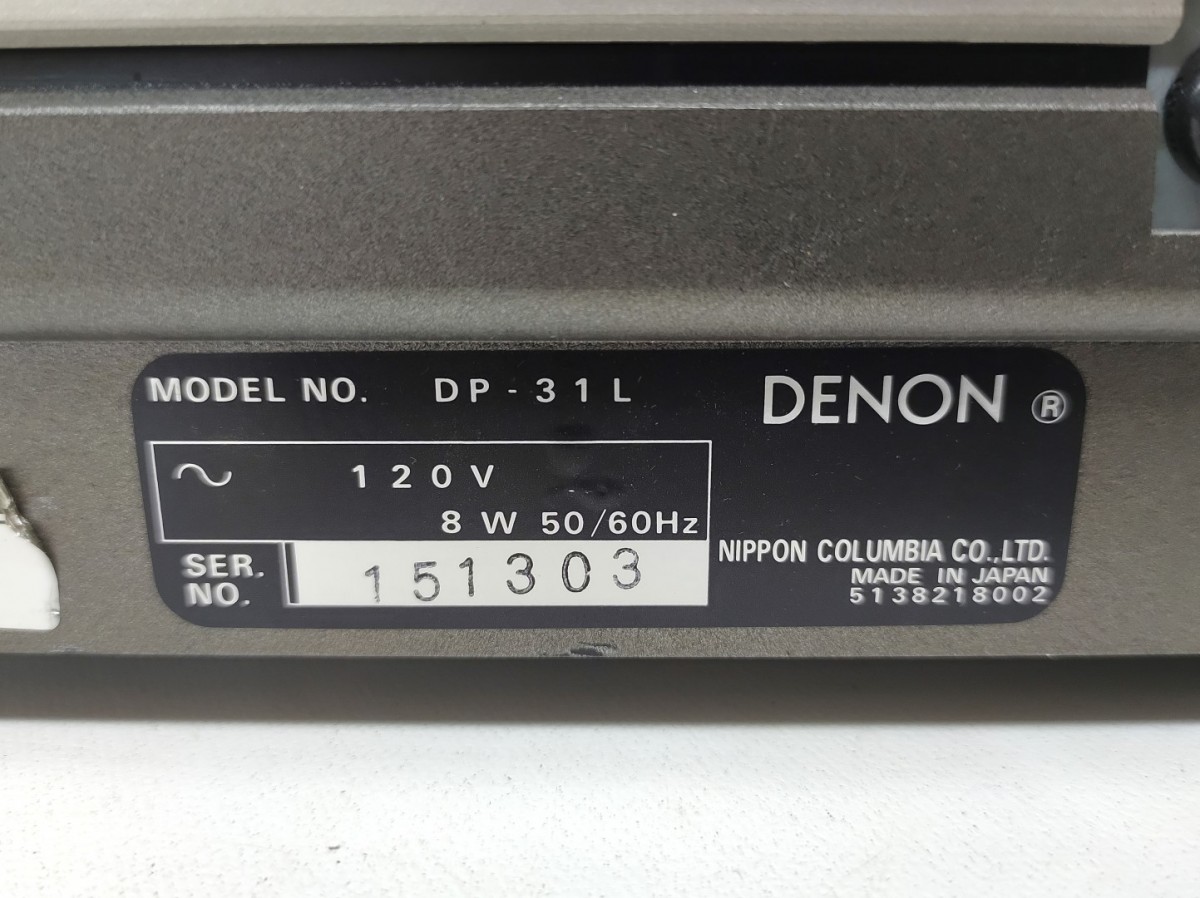 MODEL NO. DP-31L
DENON ®
~ 120V
8W 50/60Hz
SER. NO. 151303
NIPPON COLUMBIA CO.,LTD.
MADE IN JAPAN
5138218002